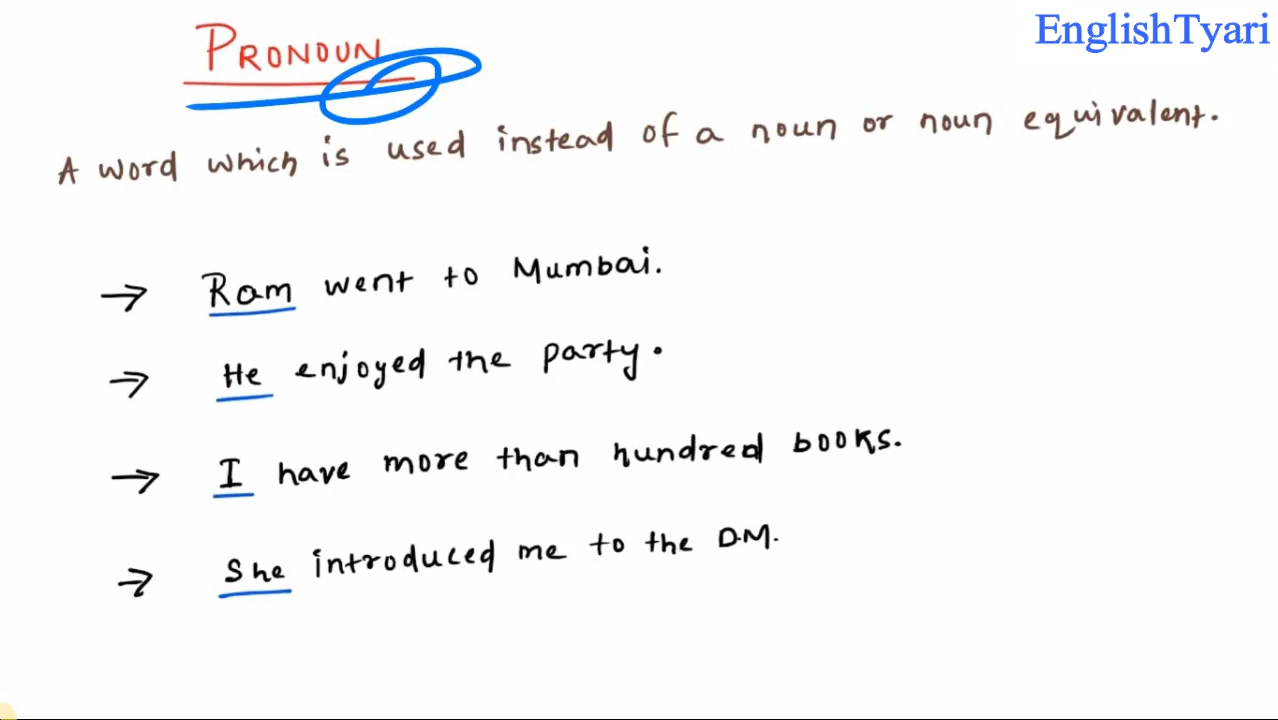 EnglishTyari
PRONOUN
A word which is used instead of a noun or noun equivalent.
→ Ram went to Mumbai.
→ He enjoyed the party.
→ I have more than hundred books.
→ She introduced me to the D.M.